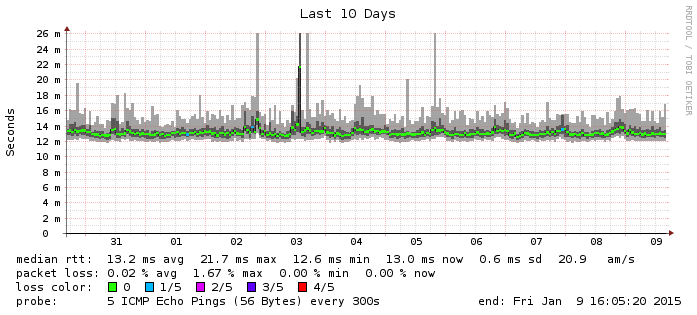 Last 10 Days
RRDTOOL / TOBI OETIKER
Seconds
26 m
24 m
22 m
20 m
18 m
16 m
14 m
12 m
10 m
8 m
6 m
4 m
2 m
0
31 01 02 03 04 05 06 07 08 09
median rtt: 13.2 ms avg 21.7 ms max 12.6 ms min 13.0 ms now 0.6 ms sd 20.9 am/s
packet loss: 0.02 % avg 1.67 % max 0.00 % min 0.00 % now
loss color: 0 1/5 2/5 3/5 4/5
probe: 5 ICMP Echo Pings (56 Bytes) every 300s end: Fri Jan 9 16:05:20 2015